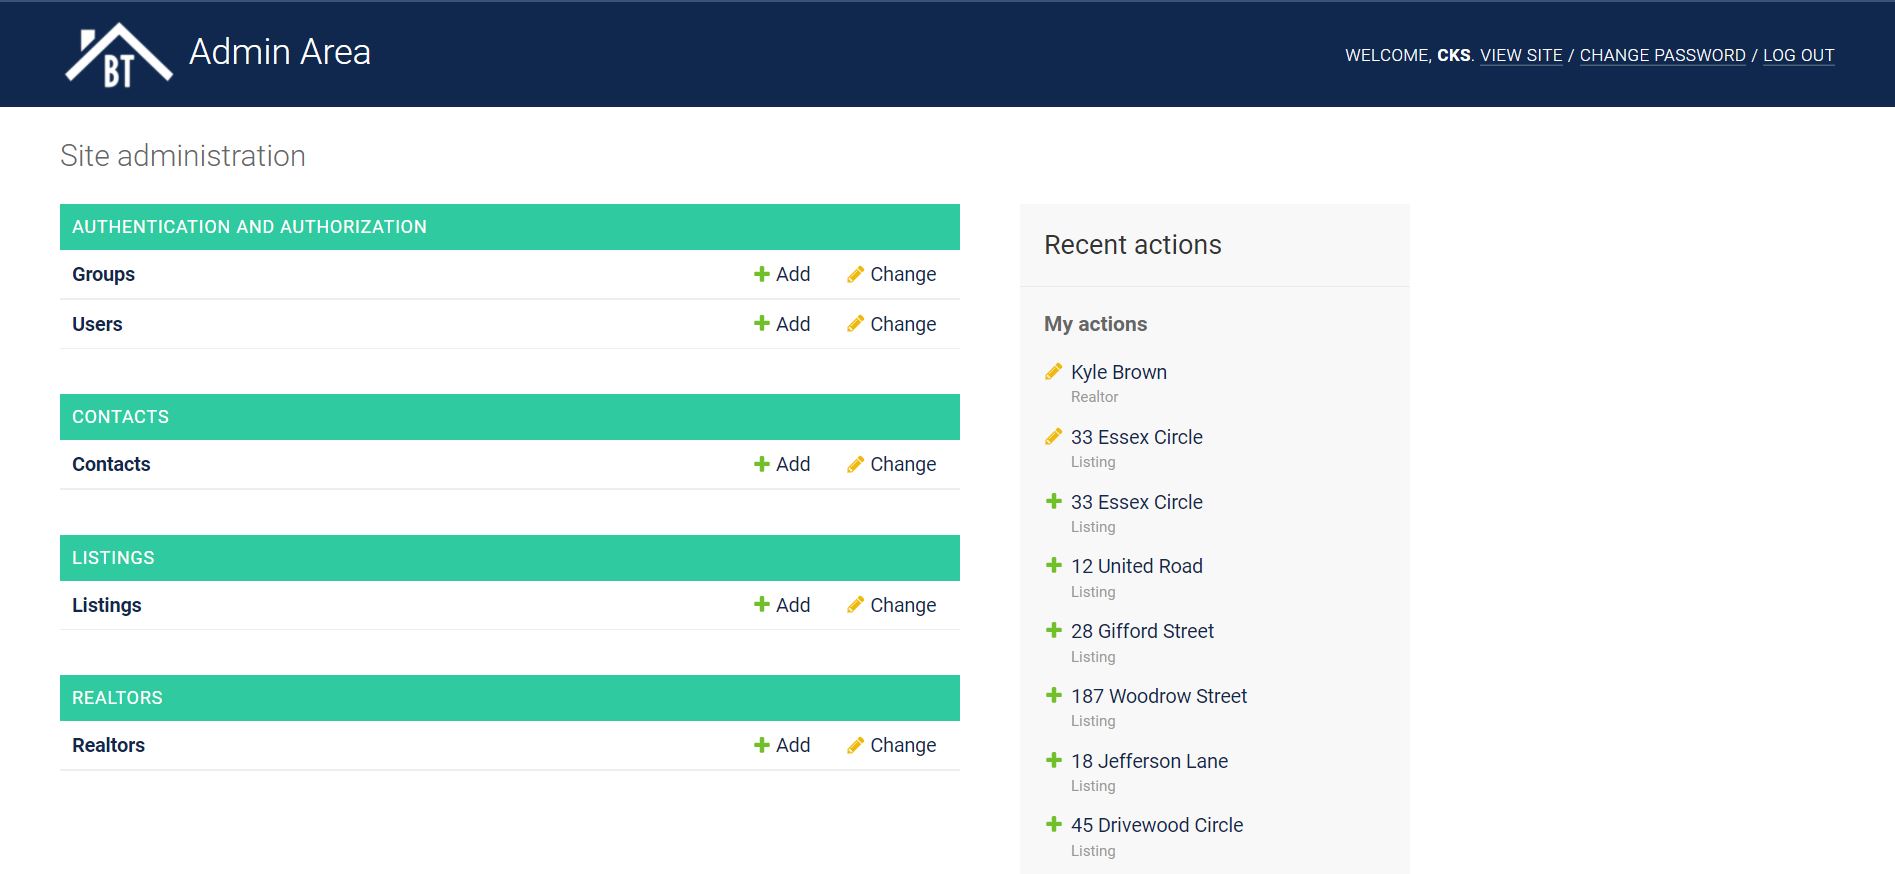 BT
Admin Area
WELCOME, CKS. VIEW SITE / CHANGE PASSWORD / LOG OUT
Site administration
AUTHENTICATION AND AUTHORIZATION
Groups Add Change
Users Add Change
CONTACTS
Contacts Add Change
LISTINGS
Listings Add Change
REALTORS
Realtors Add Change
Recent actions
My actions
Kyle Brown
Realtor
33 Essex Circle
Listing
33 Essex Circle
Listing
12 United Road
Listing
28 Gifford Street
Listing
187 Woodrow Street
Listing
18 Jefferson Lane
Listing
45 Drivewood Circle
Listing